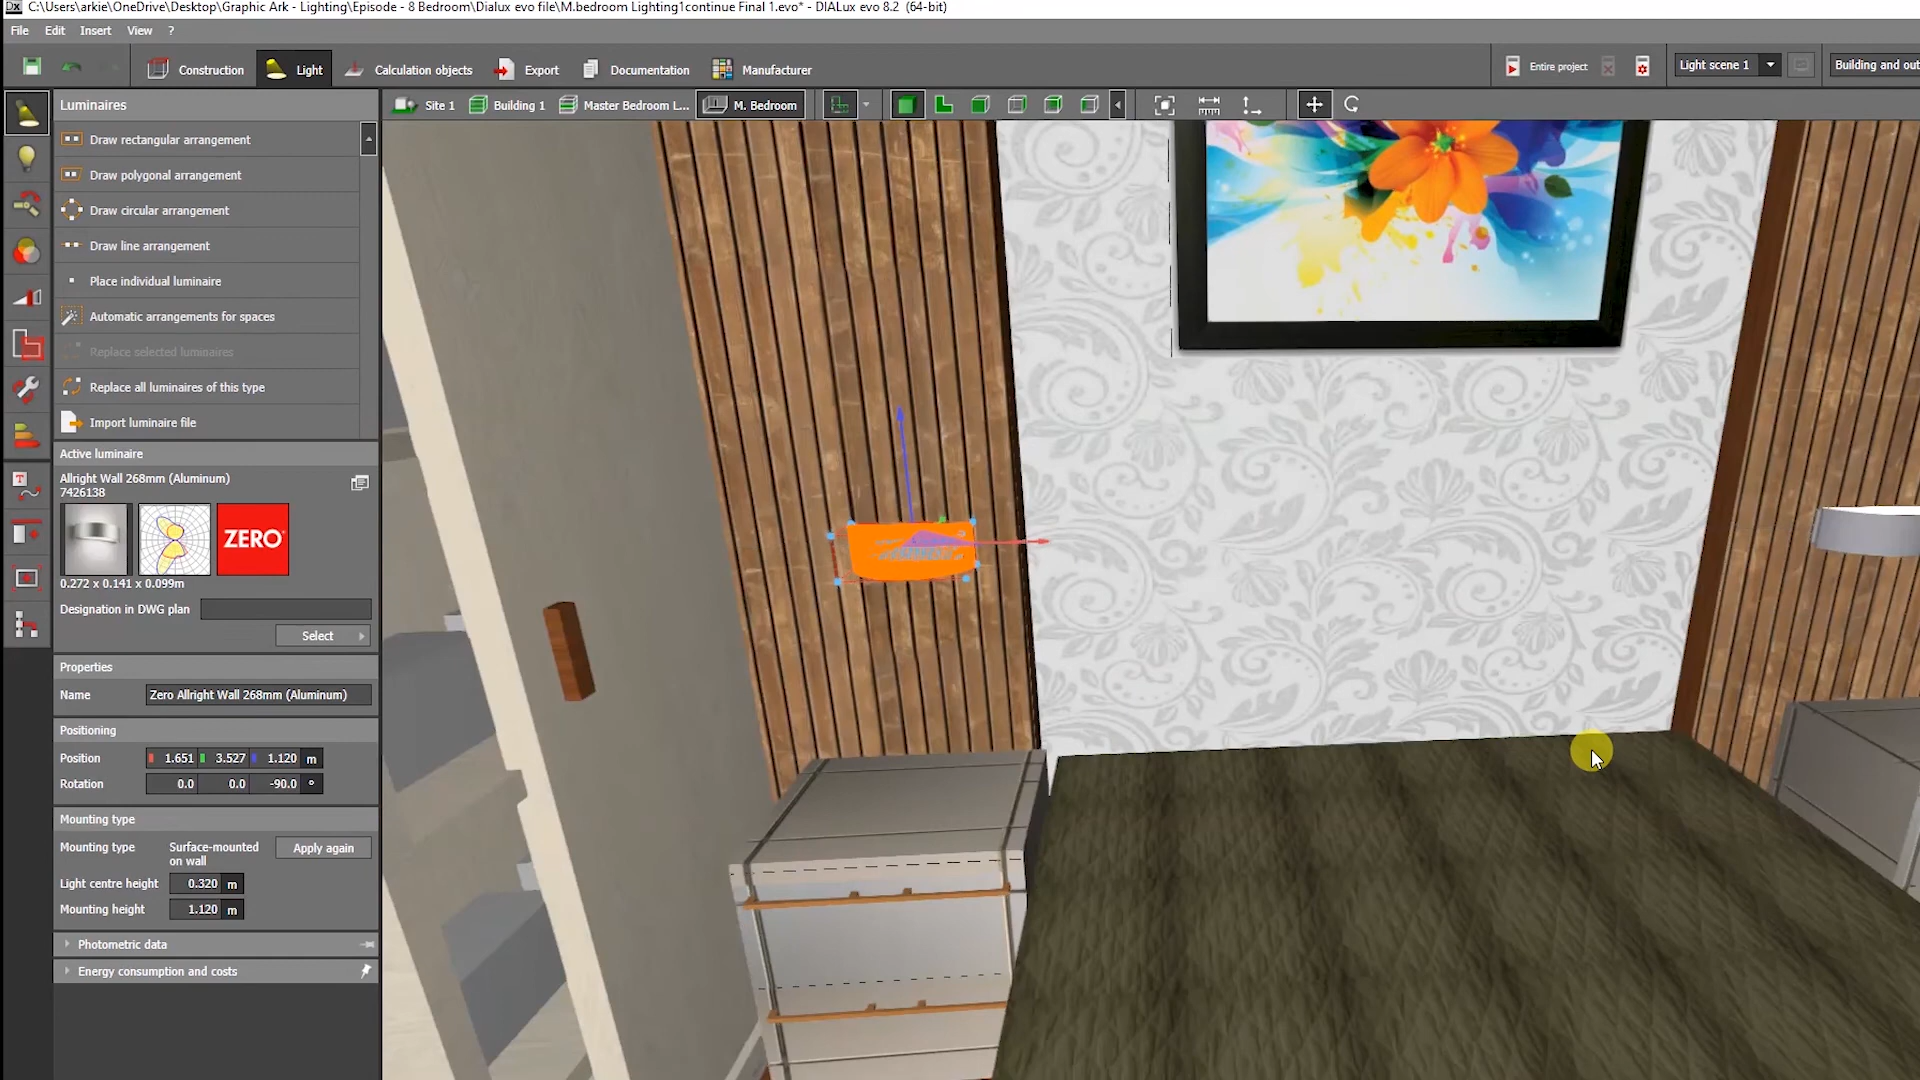 Dx C:\Users\arkie\OneDrive\Desktop\Graphic Ark - Lighting\Episode - 8 Bedroom\Dialux evo file\M.bedroom Lighting1continue Final 1.evo* - DIALux evo 8.2 (64-bit)
File Edit Insert View ?
Construction Light Calculation objects Export Documentation Manufacturer Entire project Light scene 1 Building and out
Luminaires Site 1 Building 1 Master Bedroom L... M. Bedroom
Draw rectangular arrangement
Draw polygonal arrangement
Draw circular arrangement
Draw line arrangement
Place individual luminaire
Automatic arrangements for spaces
Replace selected luminaires
Replace all luminaires of this type
Import luminaire file
Active luminaire
Allright Wall 268mm (Aluminum)
7426138
ZERO
0.272 x 0.141 x 0.099m
Designation in DWG plan
Select
Properties
Name Zero Allright Wall 268mm (Aluminum)
Positioning
Position 1.651 3.527 1.120 m
Rotation 0.0 0.0 -90.0 °
Mounting type
Mounting type Surface-mounted on wall Apply again
Light centre height 0.320 m
Mounting height 1.120 m
Photometric data
Energy consumption and costs